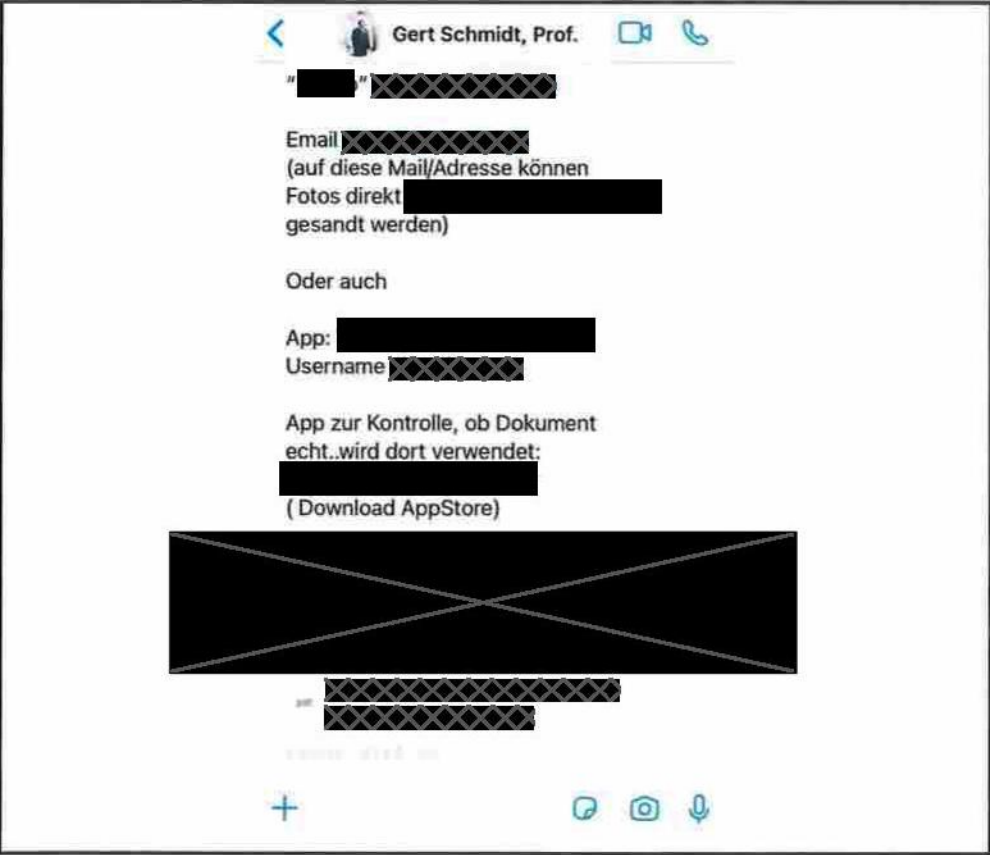 Gert Schmidt, Prof.
" "
Email
(auf diese Mail/Adresse können
Fotos direkt
gesandt werden)
Oder auch
App:
Username
App zur Kontrolle, ob Dokument
echt..wird dort verwendet:
( Download AppStore)